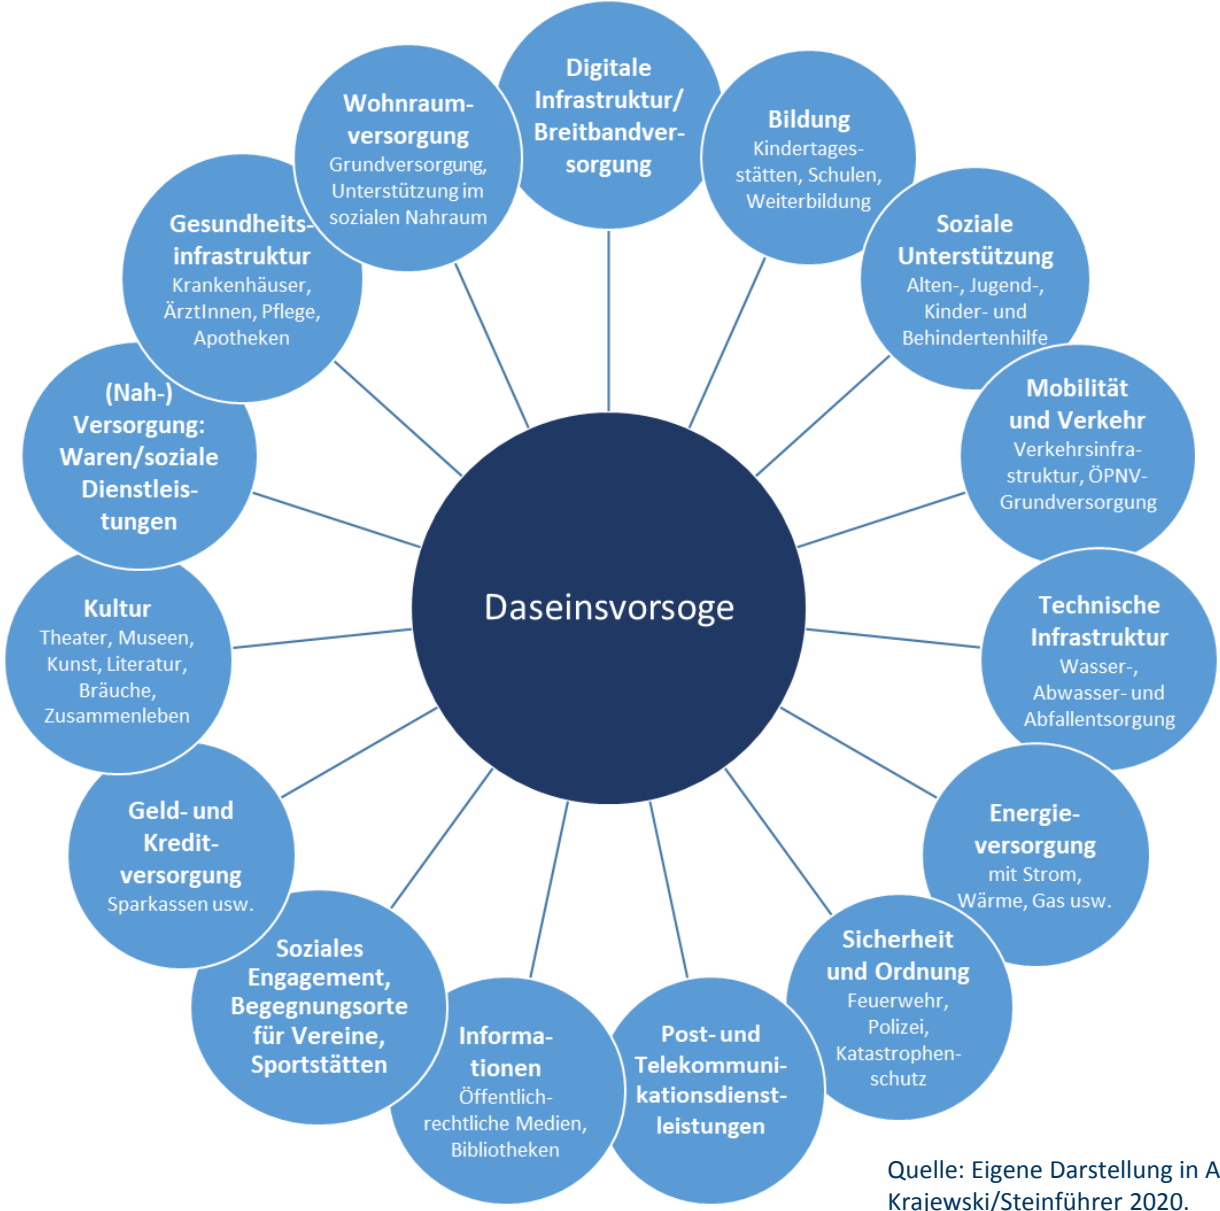 Digitale
Infrastruktur/
Breitbandver-
sorgung
Bildung
Kindertages-
stätten, Schulen,
Weiterbildung
Soziale
Unterstützung
Alten-, Jugend-,
Kinder- und
Behindertenhilfe
Mobilität
und Verkehr
Verkehrsinfra-
struktur, ÖPNV-
Grundversorgung
Technische
Infrastruktur
Wasser-,
Abwasser- und
Abfallentsorgung
Energie-
versorgung
mit Strom,
Wärme, Gas usw.
Sicherheit
und Ordnung
Feuerwehr,
Polizei,
Katastrophen-
schutz
Post- und
Telekommuni-
kationsdienst-
leistungen
Informa-
tionen
Öffentlich-
rechtliche Medien,
Bibliotheken
Soziales
Engagement,
Begegnungsorte
für Vereine,
Sportstätten
Geld- und
Kredit-
versorgung
Sparkassen usw.
Kultur
Theater, Museen,
Kunst, Literatur,
Bräuche,
Zusammenleben
(Nah-)
Versorgung:
Waren/soziale
Dienstleis-
tungen
Gesundheits-
infrastruktur
Krankenhäuser,
ÄrztInnen, Pflege,
Apotheken
Wohnraum-
versorgung
Grundversorgung,
Unterstützung im
sozialen Nahraum
Daseinsvorsoge
Quelle: Eigene Darstellung in A
Krajewski/Steinführer 2020.